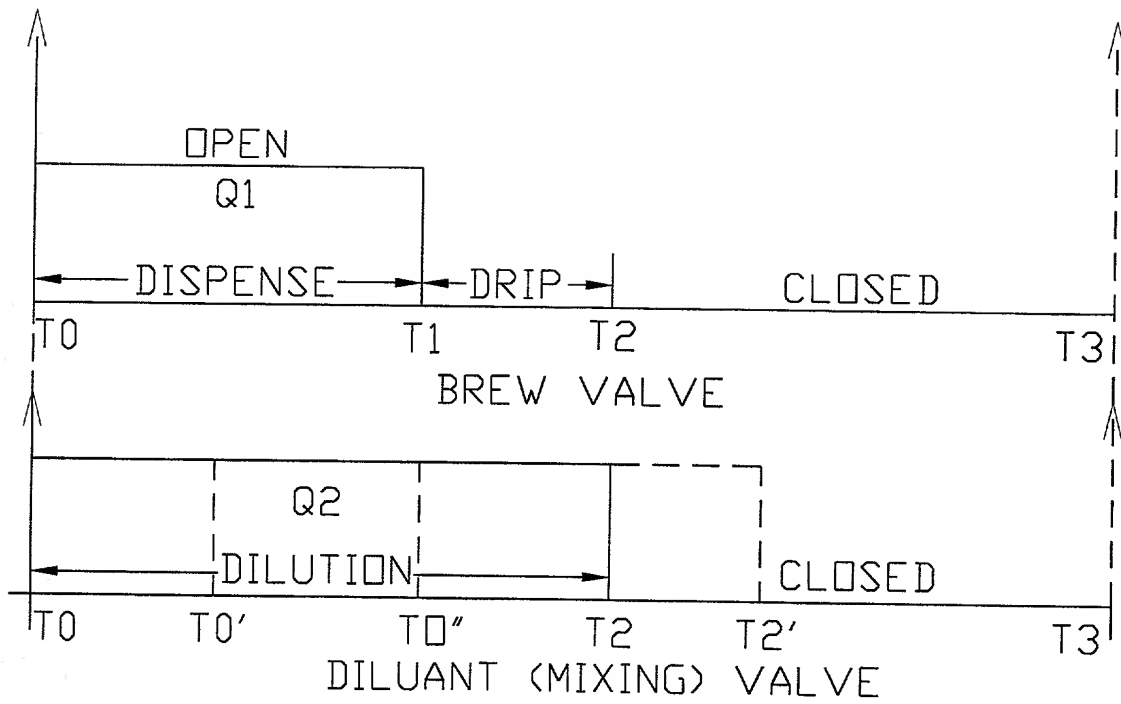 OPEN
Q1
DISPENSE DRIP CLOSED
T0 T1 T2 T3
BREW VALVE
Q2
DILUTION CLOSED
T0 T0' T0" T2 T2' T3
DILUANT (MIXING) VALVE